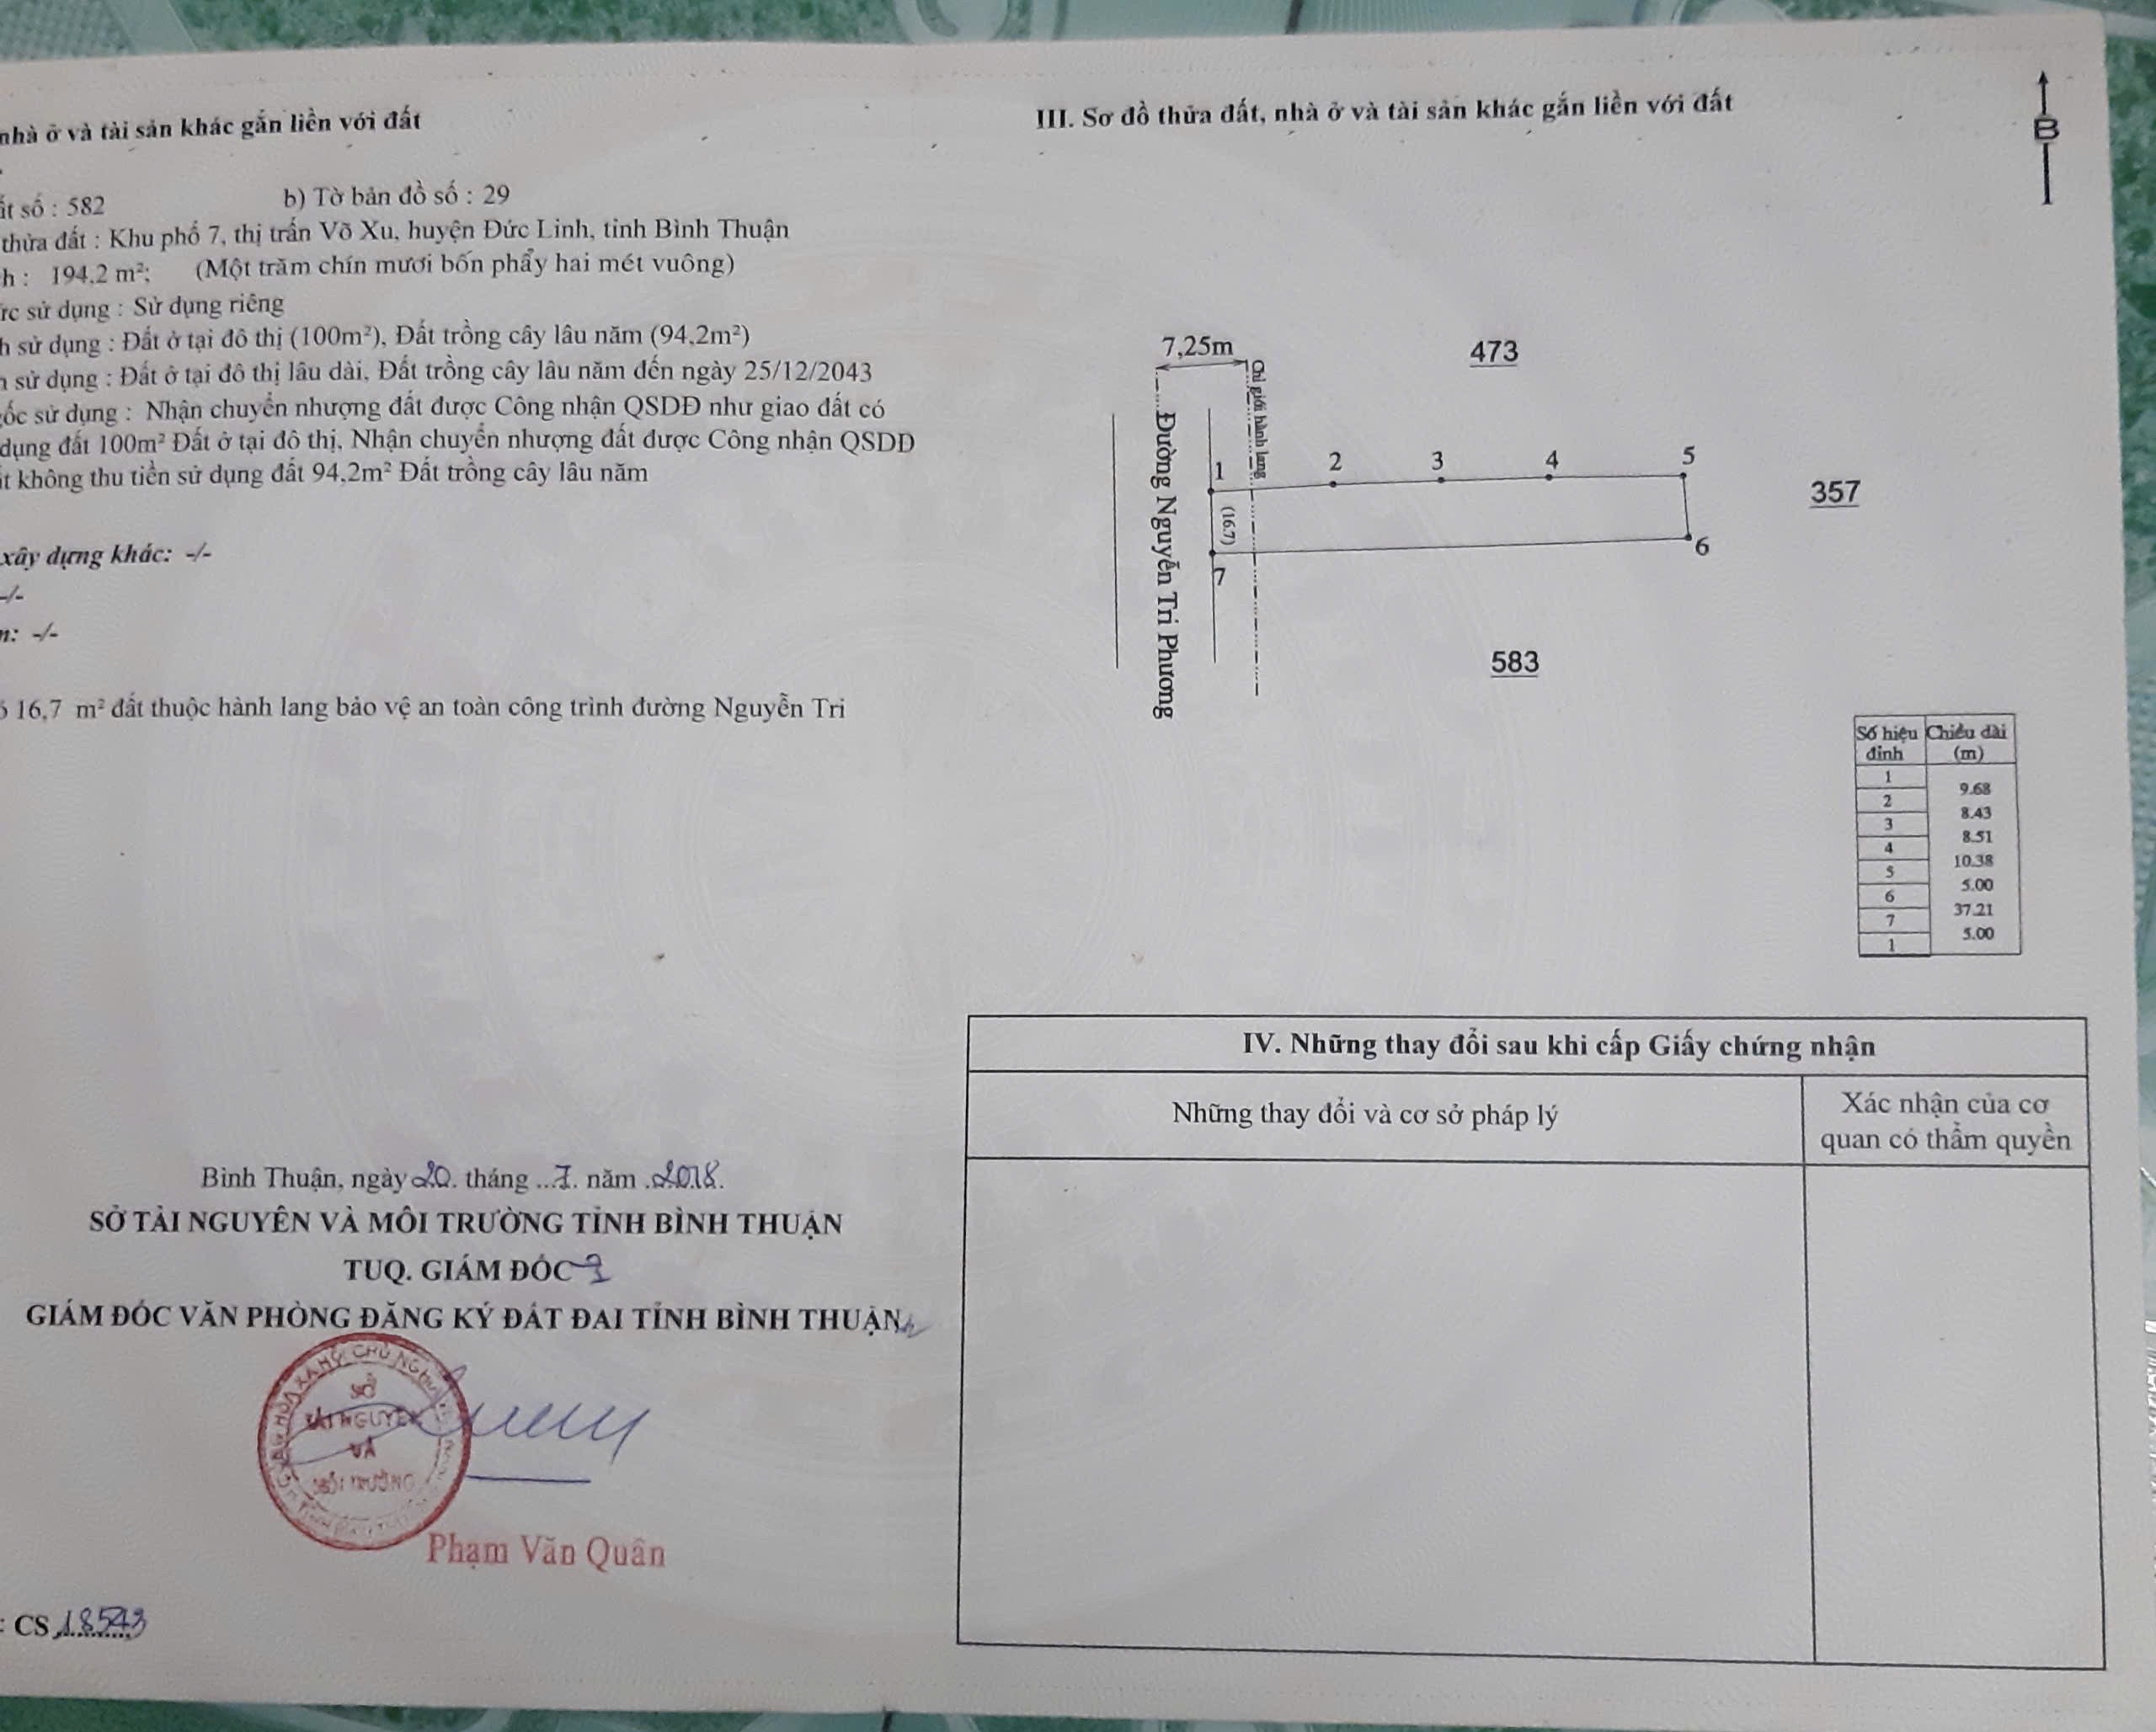 nhà ở và tài sản khác gắn liền với đất
ất số : 582 b) Tờ bản đồ số : 29
thửa đất : Khu phố 7, thị trấn Võ Xu, huyện Đức Linh, tỉnh Bình Thuận
h : 194,2 m²; (Một trăm chín mươi bốn phẩy hai mét vuông)
ức sử dụng : Sử dụng riêng
h sử dụng : Đất ở tại đô thị (100m²), Đất trồng cây lâu năm (94,2m²)
n sử dụng : Đất ở tại đô thị lâu dài, Đất trồng cây lâu năm đến ngày 25/12/2043
gốc sử dụng : Nhận chuyển nhượng đất được Công nhận QSDĐ như giao đất có
dụng đất 100m² Đất ở tại đô thị, Nhận chuyển nhượng đất được Công nhận QSDĐ
ất không thu tiền sử dụng đất 94,2m² Đất trồng cây lâu năm
xây dựng khác: -/-
-/-
n: -/-
ó 16,7 m² đất thuộc hành lang bảo vệ an toàn công trình đường Nguyễn Tri
Bình Thuận, ngày 20. tháng ...7. năm .2018.
SỞ TÀI NGUYÊN VÀ MÔI TRƯỜNG TỈNH BÌNH THUẬN
TUQ. GIÁM ĐỐC
GIÁM ĐỐC VĂN PHÒNG ĐĂNG KÝ ĐẤT ĐAI TỈNH BÌNH THUẬN
SỞ
TÀI NGUYÊN
VÀ
MÔI TRƯỜNG
Phạm Văn Quân
: CS 18543
III. Sơ đồ thửa đất, nhà ở và tài sản khác gắn liền với đất
B
7,25m
473
Chỉ giới hành lang
Đường Nguyễn Tri Phương
1 2 3 4 5
357
(16.7)
6
7
583
Số hiệu đỉnh Chiều dài (m)
1
9.68
2
8.43
3
8.51
4
10.38
5
5.00
6
37.21
7
5.00
1
IV. Những thay đổi sau khi cấp Giấy chứng nhận
Những thay đổi và cơ sở pháp lý
Xác nhận của cơ
quan có thẩm quyền